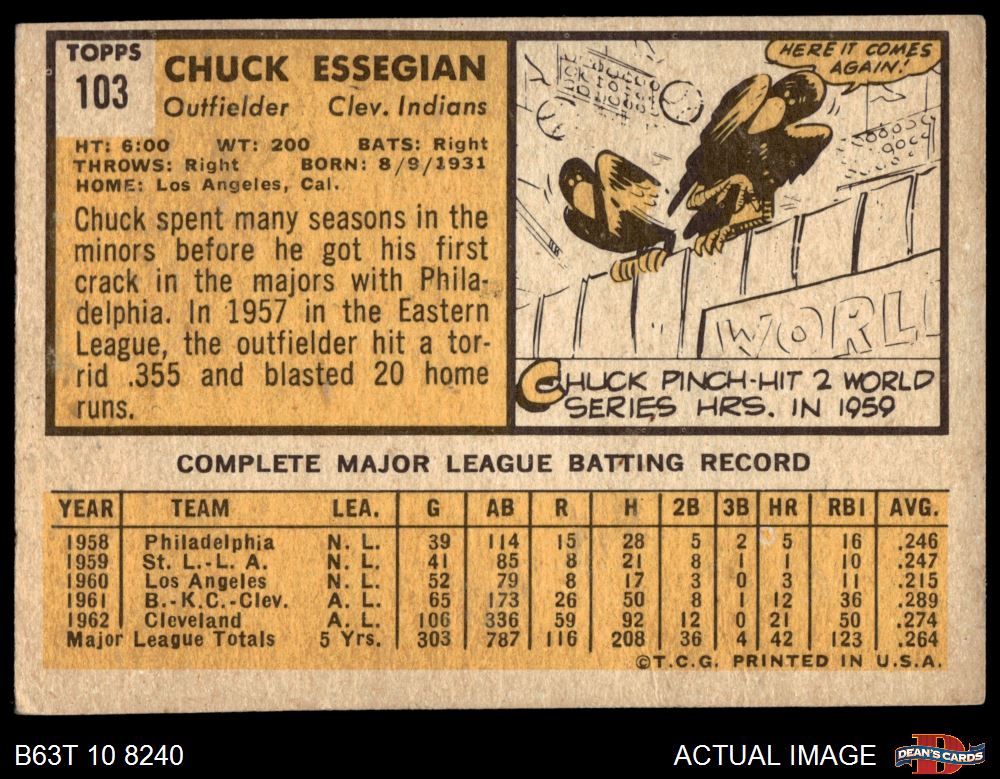 TOPPS
103
CHUCK ESSEGIAN
Outfielder Clev. Indians
HT: 6:00 WT: 200 BATS: Right
THROWS: Right BORN: 8/9/1931
HOME: Los Angeles, Cal.
Chuck spent many seasons in the
minors before he got his first
crack in the majors with Phila-
delphia. In 1957 in the Eastern
League, the outfielder hit a tor-
rid .355 and blasted 20 home
runs.
HERE IT COMES
AGAIN!
WORL
CHUCK PINCH-HIT 2 WORLD
SERIES HRS. IN 1959
COMPLETE MAJOR LEAGUE BATTING RECORD
YEAR TEAM LEA. G AB R H 2B 3B HR RBI AVG.
1958 Philadelphia N. L. 39 114 15 28 5 2 5 16 .246
1959 St. L.-L. A. N. L. 41 85 8 21 8 1 1 10 .247
1960 Los Angeles N. L. 52 79 8 17 3 0 3 11 .215
1961 B.-K.C.-Clev. A. L. 65 173 26 50 8 1 12 36 .289
1962 Cleveland A. L. 106 336 59 92 12 0 21 50 .274
Major League Totals 5 Yrs. 303 787 116 208 36 4 42 123 .264
©T.C.G. PRINTED IN U.S.A.
B63T 10 8240
ACTUAL IMAGE
D
DEAN'S CARDS